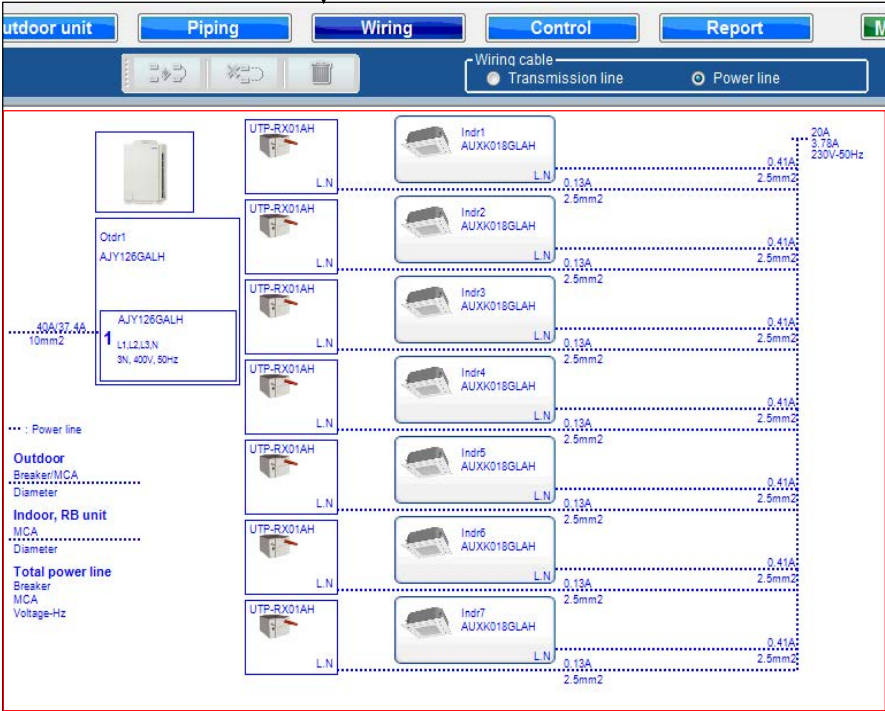 utdoor unit Piping Wiring Control Report M
Wiring cable
Transmission line Power line
UTP-RX01AH
L.N
Indr1
AUXK018GLAH
L.N
0.41A
2.5mm2
0.13A
2.5mm2
20A
3.78A
230V-50Hz
Otdr1
AJY126GALH
40A/37.4A
10mm2
AJY126GALH
1
L1,L2,L3,N
3N, 400V, 50Hz
UTP-RX01AH
L.N
Indr2
AUXK018GLAH
L.N
0.41A
2.5mm2
0.13A
2.5mm2
UTP-RX01AH
L.N
Indr3
AUXK018GLAH
L.N
0.41A
2.5mm2
0.13A
2.5mm2
UTP-RX01AH
L.N
Indr4
AUXK018GLAH
L.N
0.41A
2.5mm2
0.13A
2.5mm2
UTP-RX01AH
L.N
Indr5
AUXK018GLAH
L.N
0.41A
2.5mm2
0.13A
2.5mm2
UTP-RX01AH
L.N
Indr6
AUXK018GLAH
L.N
0.41A
2.5mm2
0.13A
2.5mm2
UTP-RX01AH
L.N
Indr7
AUXK018GLAH
L.N
0.41A
2.5mm2
0.13A
2.5mm2
: Power line
Outdoor
Breaker/MCA
Diameter
Indoor, RB unit
MCA
Diameter
Total power line
Breaker
MCA
Voltage-Hz